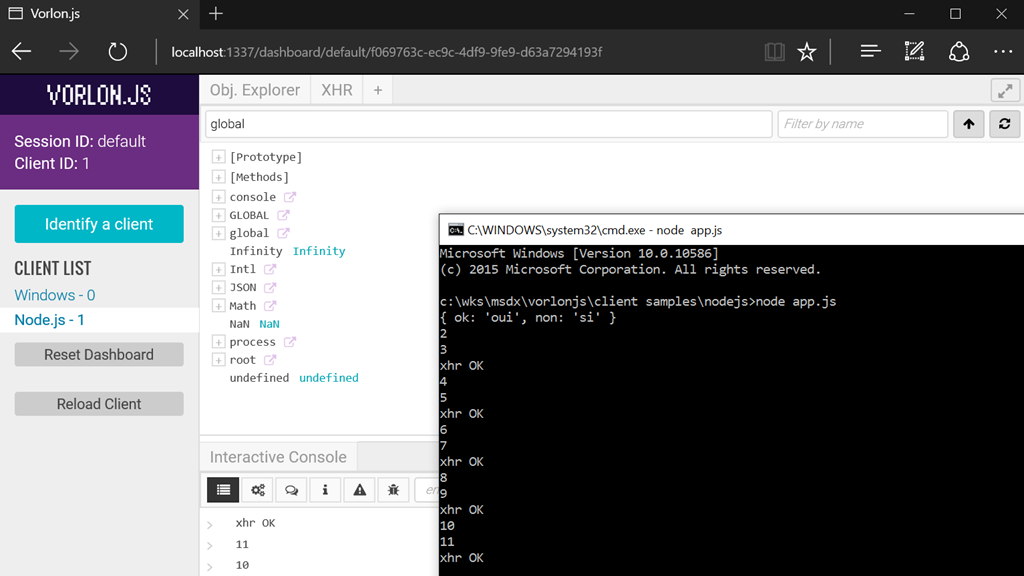 Vorlon.js
localhost:1337/dashboard/default/f069763c-ec9c-4df9-9fe9-d63a7294193f
VORLON.JS
Session ID: default
Client ID: 1
Identify a client
CLIENT LIST
Windows - 0
Node.js - 1
Reset Dashboard
Reload Client
Obj. Explorer XHR +
global Filter by name
[Prototype]
[Methods]
console
GLOBAL
global
Infinity Infinity
Intl
JSON
Math
NaN NaN
process
root
undefined undefined
Interactive Console
xhr OK
11
10
C:\WINDOWS\system32\cmd.exe - node app.js
Microsoft Windows [Version 10.0.10586]
(c) 2015 Microsoft Corporation. All rights reserved.
c:\wks\msdx\vorlonjs\client samples\nodejs>node app.js
{ ok: 'oui', non: 'si' }
2
3
xhr OK
4
5
xhr OK
6
7
xhr OK
8
9
xhr OK
10
11
xhr OK